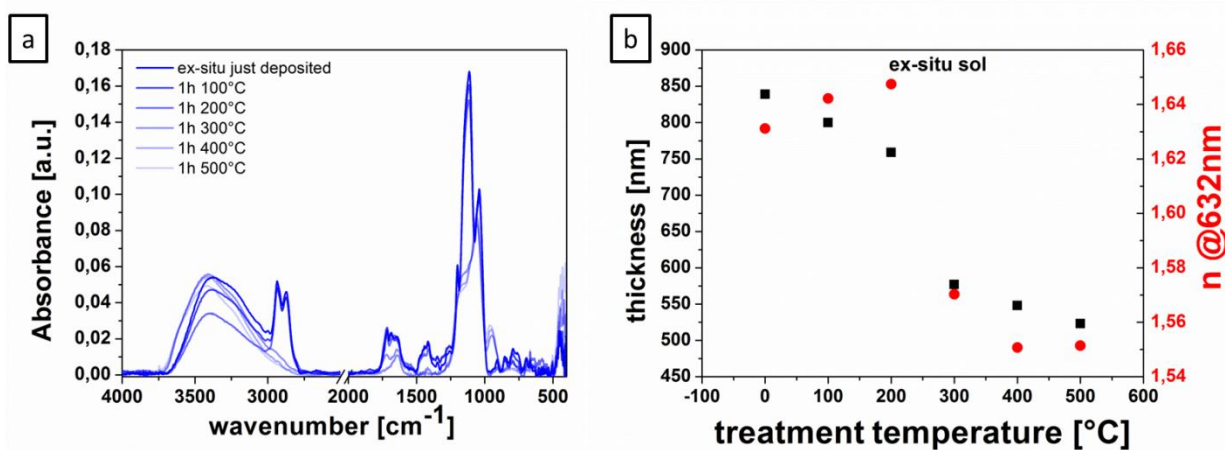 a
0,18
0,16
0,14
0,12
0,10
0,08
0,06
0,04
0,02
0,00
Absorbance [a.u.]
ex-situ just deposited
1h 100°C
1h 200°C
1h 300°C
1h 400°C
1h 500°C
4000 3500 3000 2500 2000 1500 1000 500
wavenumber [cm-1]
b
900
850
800
750
700
650
600
550
500
450
thickness [nm]
ex-situ sol
1,66
1,64
1,62
1,60
1,58
1,56
1,54
n @632nm
-100 0 100 200 300 400 500 600
treatment temperature [°C]